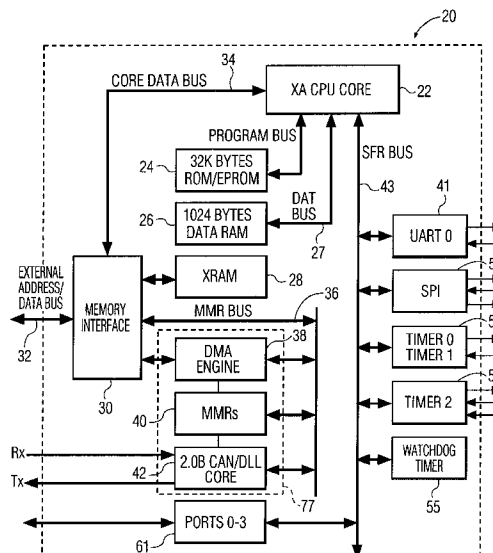 20
34
CORE DATA BUS
XA CPU CORE
22
PROGRAM BUS
SFR BUS
24
32K BYTES
ROM/EPROM
43
41
DAT
BUS
26
1024 BYTES
DATA RAM
27
UART 0
EXTERNAL
ADDRESS/
DATA BUS
XRAM
28
SPI
5
MEMORY
INTERFACE
MMR BUS
36
32
38
TIMER 0
TIMER 1
5
DMA
ENGINE
30
40
MMRs
TIMER 2
5
Rx
42
2.0B CAN/DLL
CORE
WATCHDOG
TIMER
Tx
77
55
PORTS 0-3
61